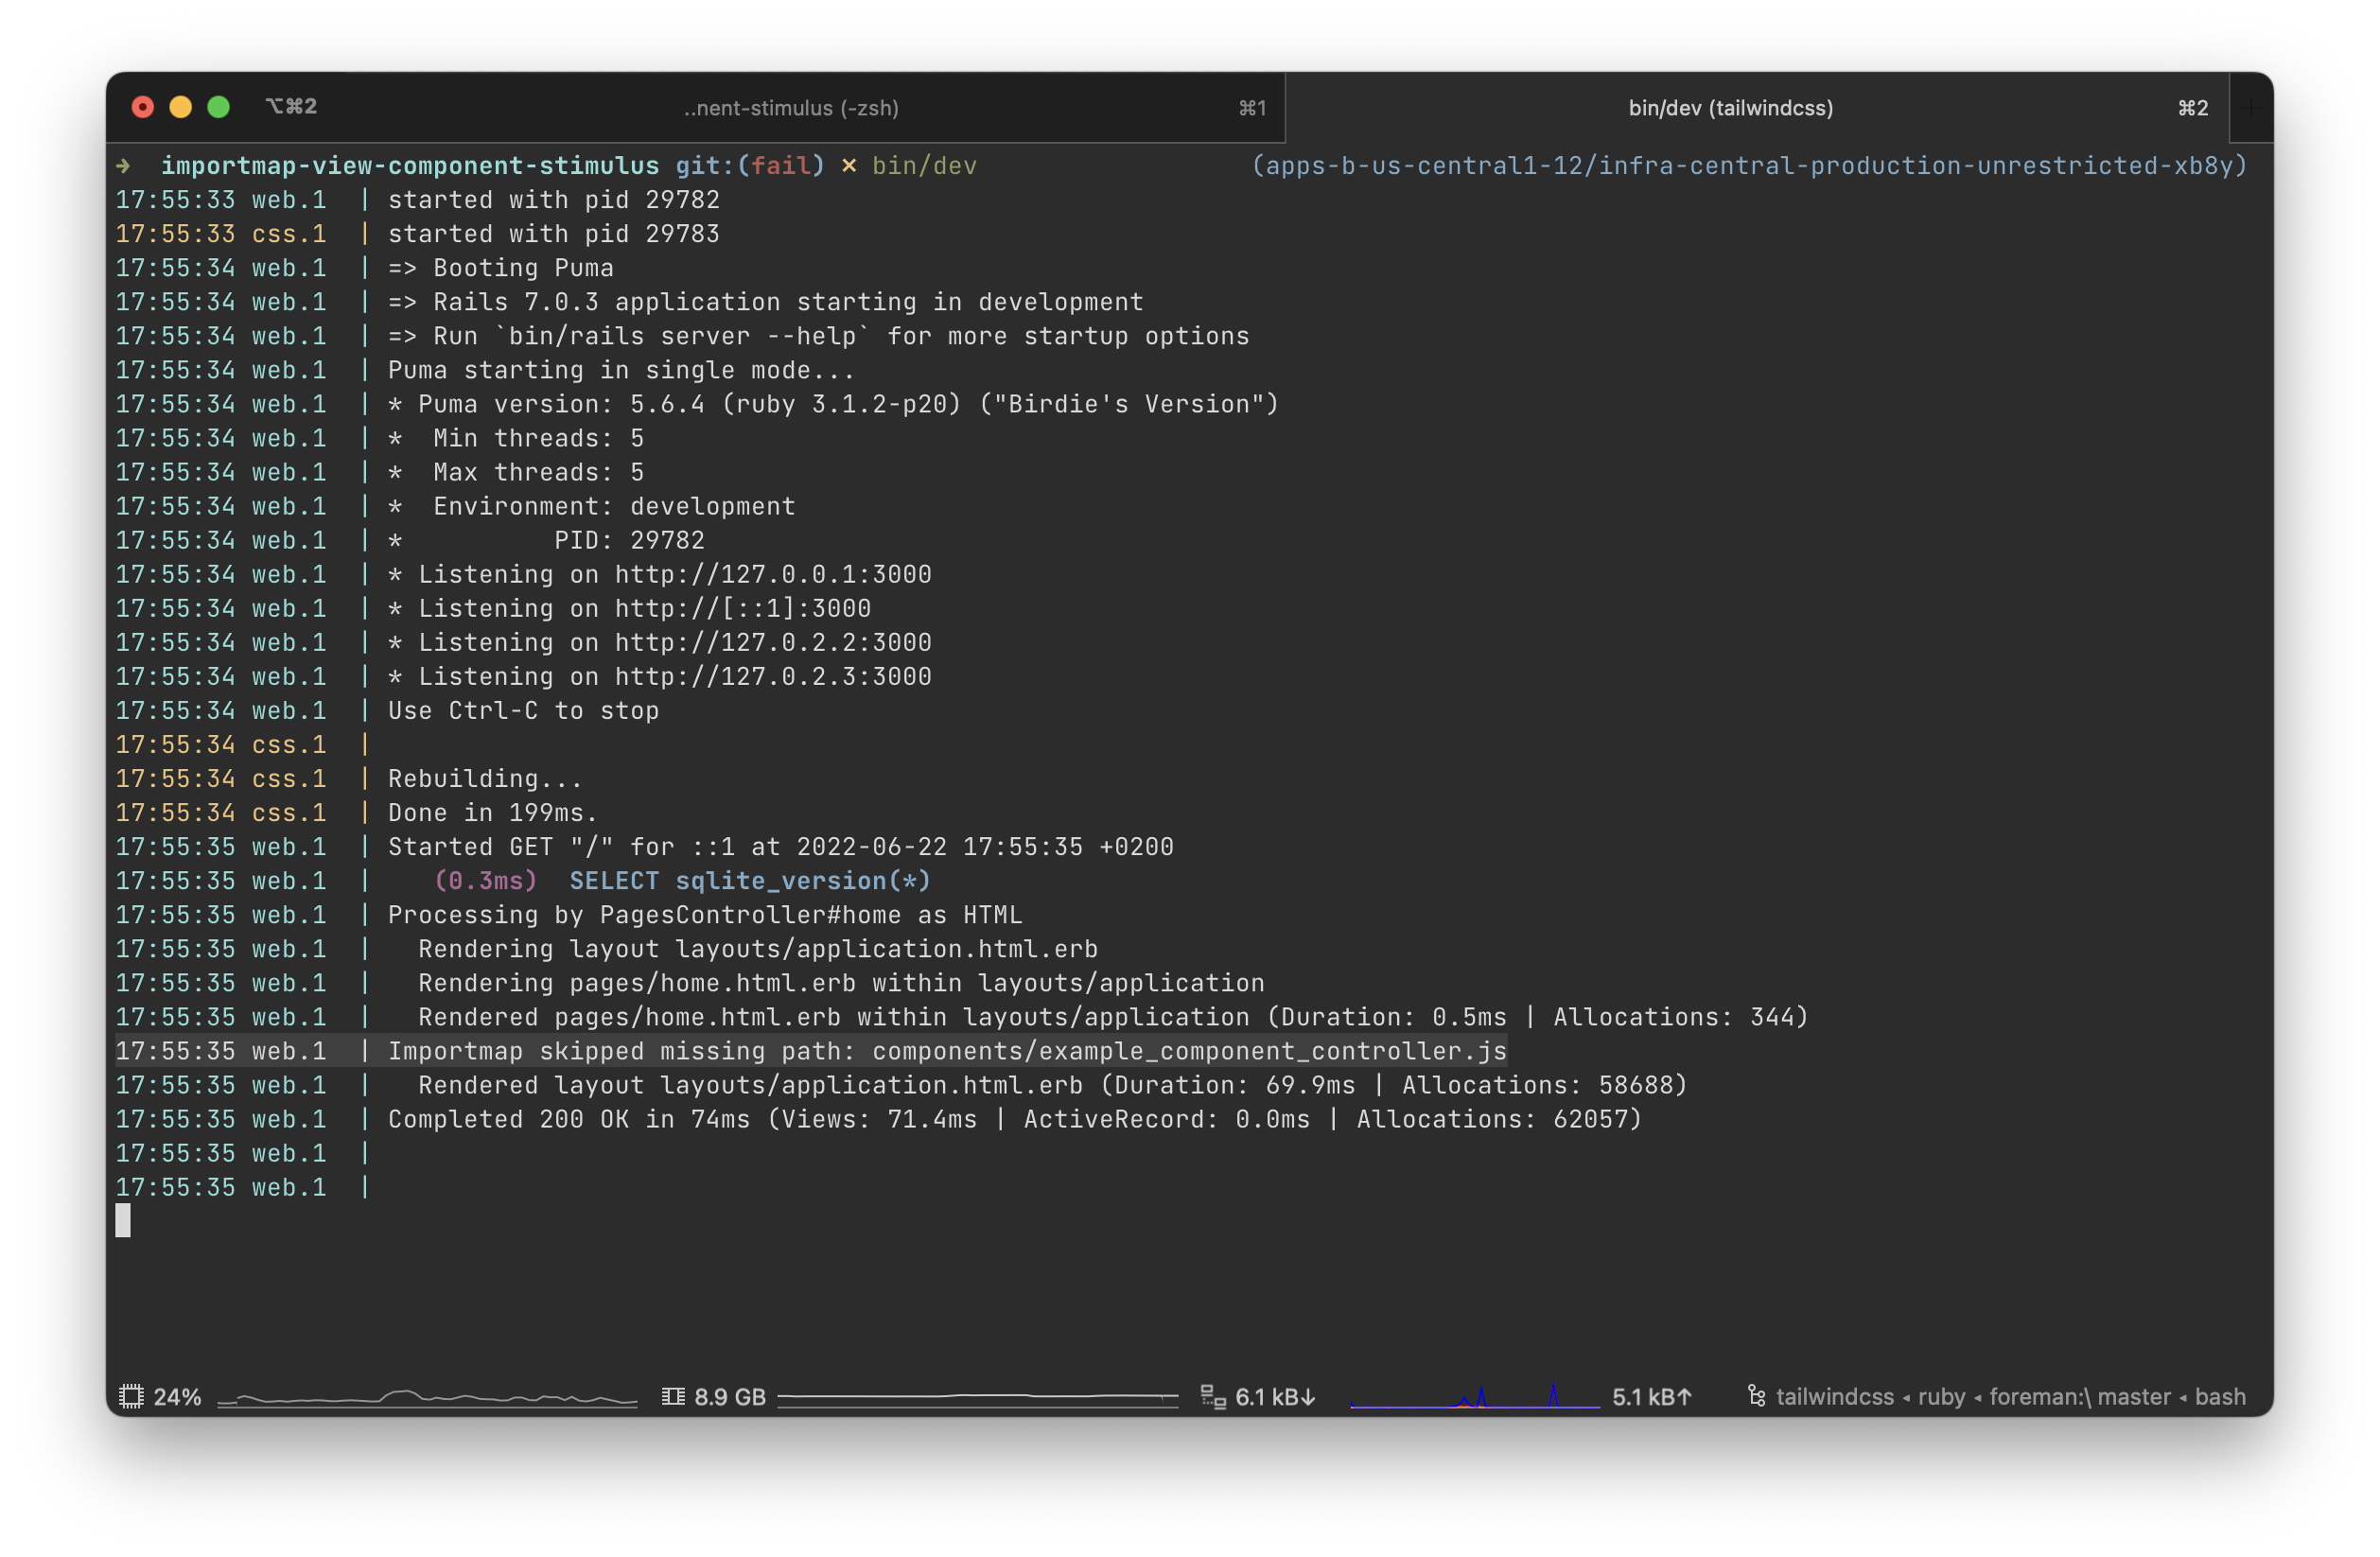 ⌥⌘2 ..nent-stimulus (-zsh) ⌘1 bin/dev (tailwindcss) ⌘2 +
➜  importmap-view-component-stimulus git:(fail) ✗ bin/dev (apps-b-us-central1-12/infra-central-production-unrestricted-xb8y)
17:55:33 web.1  | started with pid 29782
17:55:33 css.1  | started with pid 29783
17:55:34 web.1  | => Booting Puma
17:55:34 web.1  | => Rails 7.0.3 application starting in development
17:55:34 web.1  | => Run `bin/rails server --help` for more startup options
17:55:34 web.1  | Puma starting in single mode...
17:55:34 web.1  | * Puma version: 5.6.4 (ruby 3.1.2-p20) ("Birdie's Version")
17:55:34 web.1  | *  Min threads: 5
17:55:34 web.1  | *  Max threads: 5
17:55:34 web.1  | *  Environment: development
17:55:34 web.1  | *          PID: 29782
17:55:34 web.1  | * Listening on http://127.0.0.1:3000
17:55:34 web.1  | * Listening on http://[::1]:3000
17:55:34 web.1  | * Listening on http://127.0.2.2:3000
17:55:34 web.1  | * Listening on http://127.0.2.3:3000
17:55:34 web.1  | Use Ctrl-C to stop
17:55:34 css.1  |
17:55:34 css.1  | Rebuilding...
17:55:34 css.1  | Done in 199ms.
17:55:35 web.1  | Started GET "/" for ::1 at 2022-06-22 17:55:35 +0200
17:55:35 web.1  |    (0.3ms)  SELECT sqlite_version(*)
17:55:35 web.1  | Processing by PagesController#home as HTML
17:55:35 web.1  |   Rendering layout layouts/application.html.erb
17:55:35 web.1  |   Rendering pages/home.html.erb within layouts/application
17:55:35 web.1  |   Rendered pages/home.html.erb within layouts/application (Duration: 0.5ms | Allocations: 344)
17:55:35 web.1  | Importmap skipped missing path: components/example_component_controller.js
17:55:35 web.1  |   Rendered layout layouts/application.html.erb (Duration: 69.9ms | Allocations: 58688)
17:55:35 web.1  | Completed 200 OK in 74ms (Views: 71.4ms | ActiveRecord: 0.0ms | Allocations: 62057)
17:55:35 web.1  |
17:55:35 web.1  |
24% 8.9 GB 6.1 kB↓ 5.1 kB↑ tailwindcss ◂ ruby ◂ foreman:\ master ◂ bash